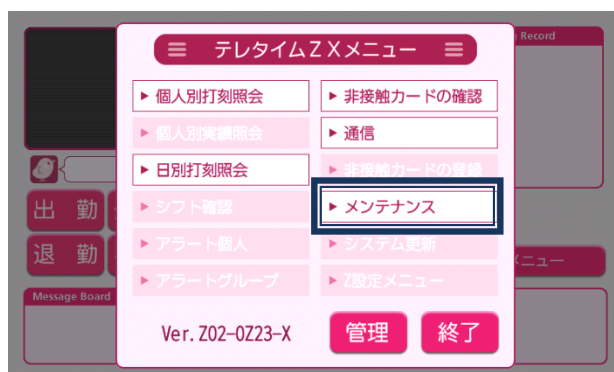 Record
テレタイムＺＸメニュー
個人別打刻照会
非接触カードの確認
個人別実績照会
通信
日別打刻照会
非接触カードの登録
シフト確認
メンテナンス
出 勤
アラート個人
システム更新
退 勤
メニュー
アラートグループ
Z設定メニュー
Message Board
Ver. Z02-0Z23-X
管理
終了